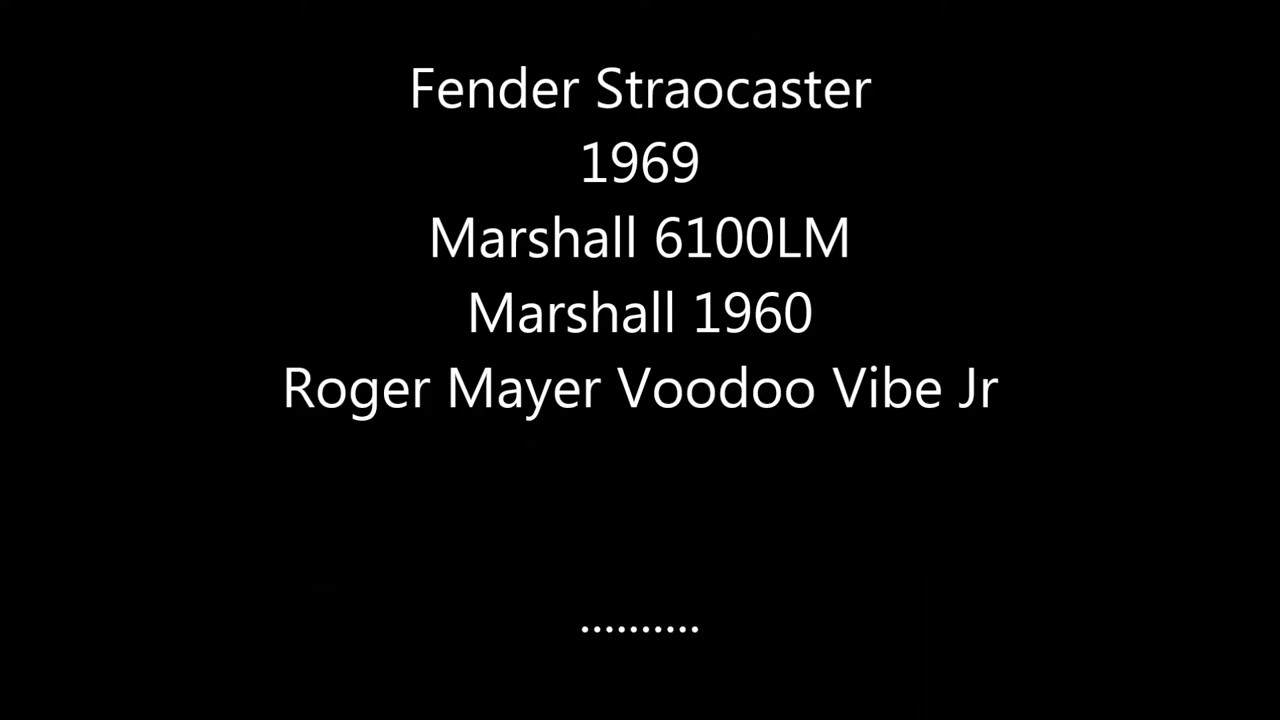 Fender Straocaster
1969
Marshall 6100LM
Marshall 1960
Roger Mayer Voodoo Vibe Jr
..........